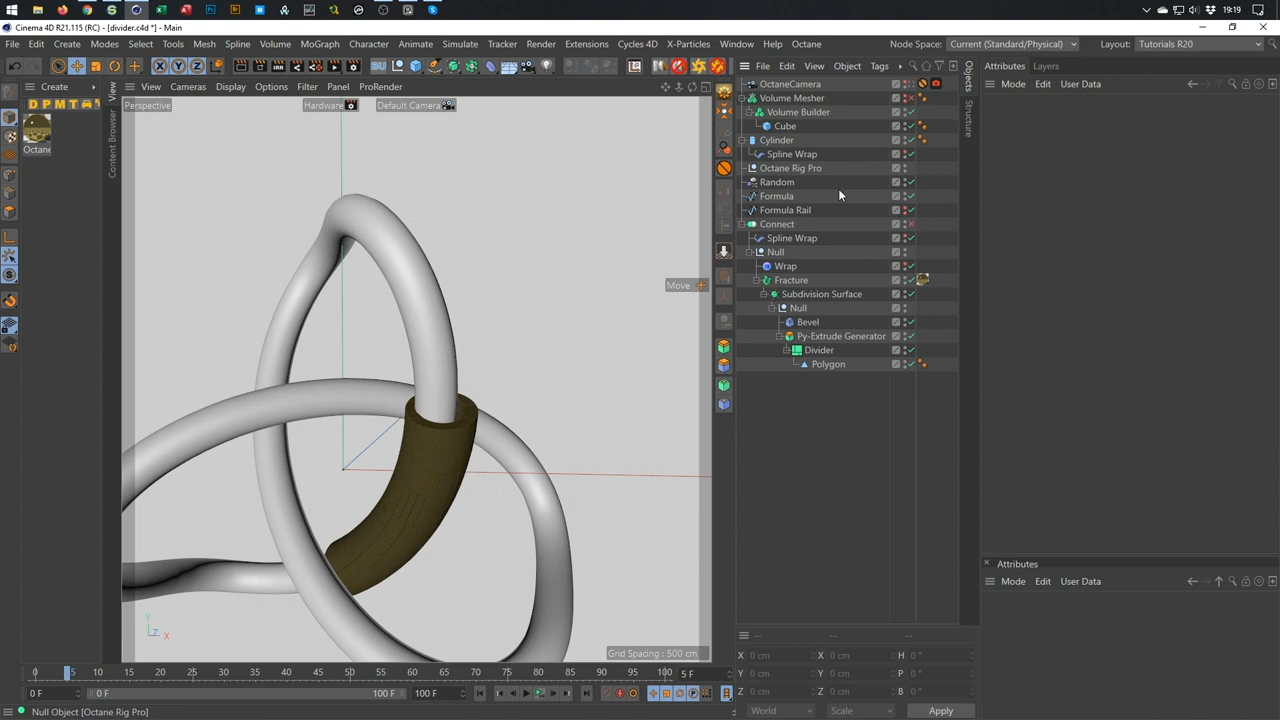 19:19
Cinema 4D R21.115 (RC) - [divider.c4d *] - Main
File Edit Create Modes Select Tools Mesh Spline Volume MoGraph Character Animate Simulate Tracker Render Extensions Cycles 4D X-Particles Window Help Octane Node Space: Current (Standard/Physical) Layout: Tutorials R20
Create
D P M T
Octane
View
Content Browser
View Cameras Display Options Filter Panel ProRender
Perspective Hardware Default Camera
Move
Grid Spacing : 500 cm
Y
Z X
File Edit View Object Tags
OctaneCamera
Volume Mesher
Volume Builder
Cube
Cylinder
Spline Wrap
Octane Rig Pro
Random
Formula
Formula Rail
Connect
Spline Wrap
Null
Wrap
Fracture
Subdivision Surface
Null
Bevel
Py-Extrude Generator
Divider
Polygon
Objects
Structure
Attributes Layers
Mode Edit User Data
Attributes
Mode Edit User Data
0 5 10 15 20 25 30 35 40 45 50 55 60 65 70 75 80 85 90 95 100 5 F
0 F 0 F 100 F 100 F
-- -- --
X 0 cm X 0 cm H 0 °
Y 0 cm Y 0 cm P 0 °
Z 0 cm Z 0 cm B 0 °
World Scale Apply
Null Object [Octane Rig Pro]